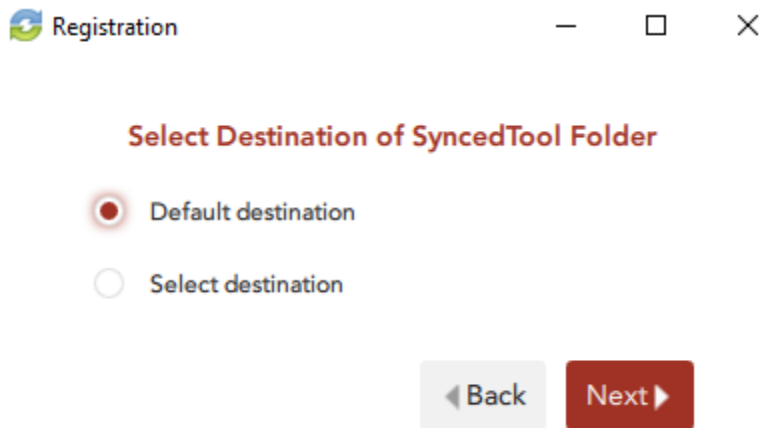 Registration
Select Destination of SyncedTool Folder
Default destination
Select destination
Back
Next